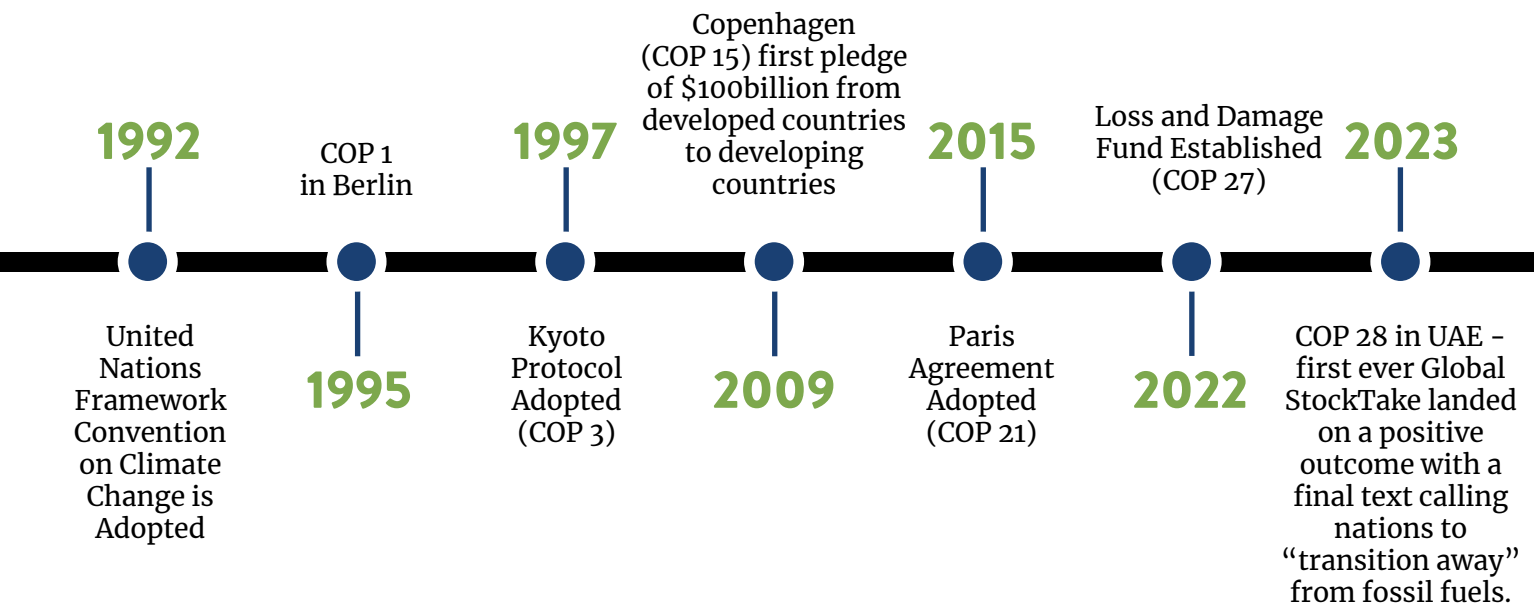 1992
United
Nations
Framework
Convention
on Climate
Change is
Adopted
COP 1
in Berlin
1995
1997
Kyoto
Protocol
Adopted
(COP 3)
Copenhagen
(COP 15) first pledge
of $100billion from
developed countries
to developing
countries
2009
2015
Paris
Agreement
Adopted
(COP 21)
Loss and Damage
Fund Established
(COP 27)
2022
2023
COP 28 in UAE -
first ever Global
StockTake landed
on a positive
outcome with a
final text calling
nations to
“transition away”
from fossil fuels.